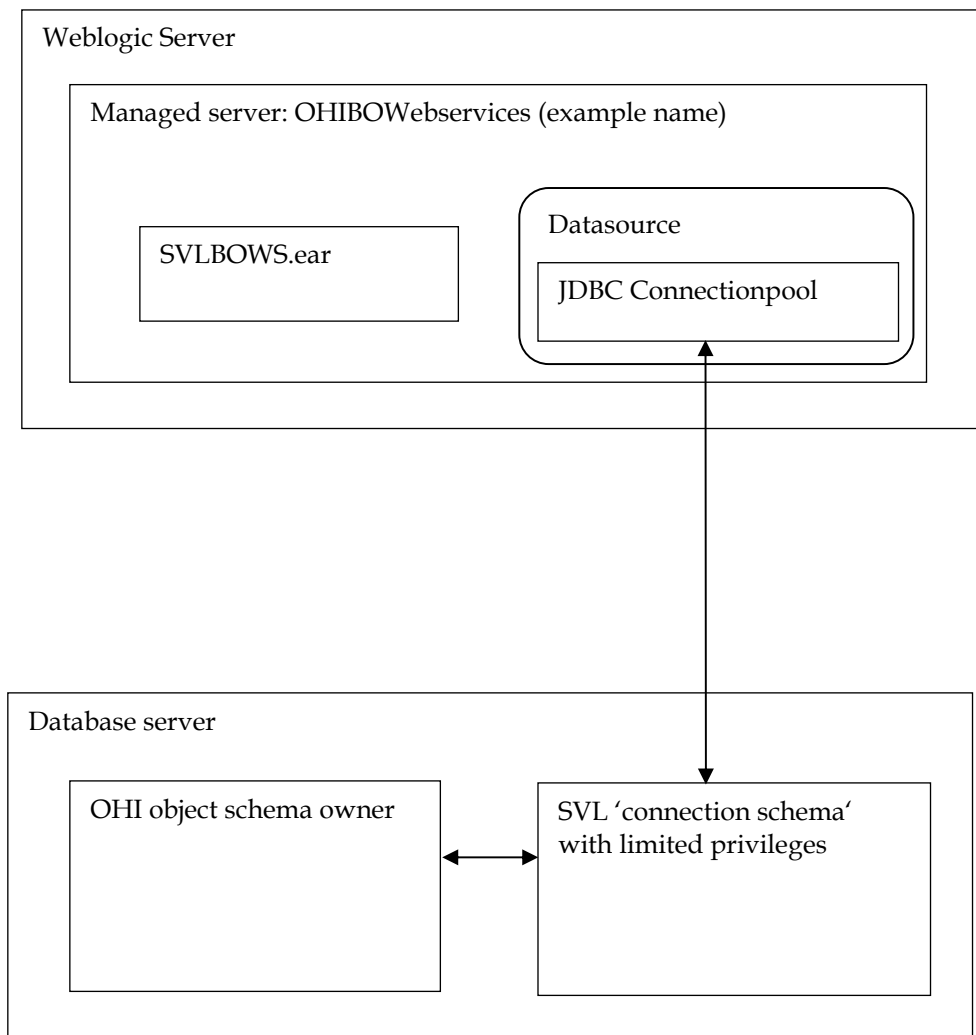 Weblogic Server
Managed server: OHIBOWebservices (example name)
SVLBOWS.ear
Datasource
JDBC Connectionpool
Database server
OHI object schema owner
SVL ‘connection schema‘
with limited privileges